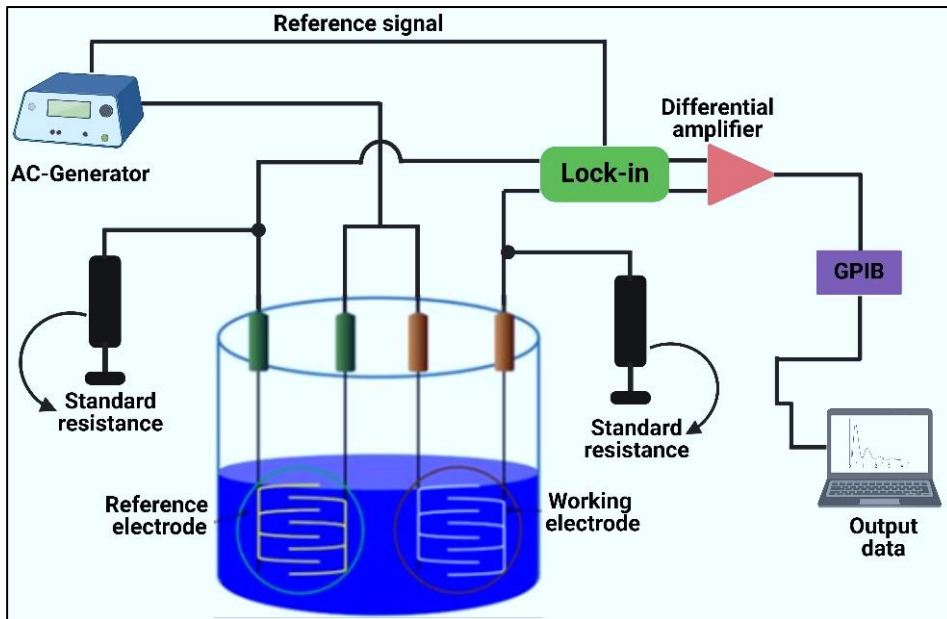 Reference signal
AC-Generator
Differential
amplifier
Lock-in
GPIB
Standard
resistance
Standard
resistance
Reference
electrode
Working
electrode
Output
data